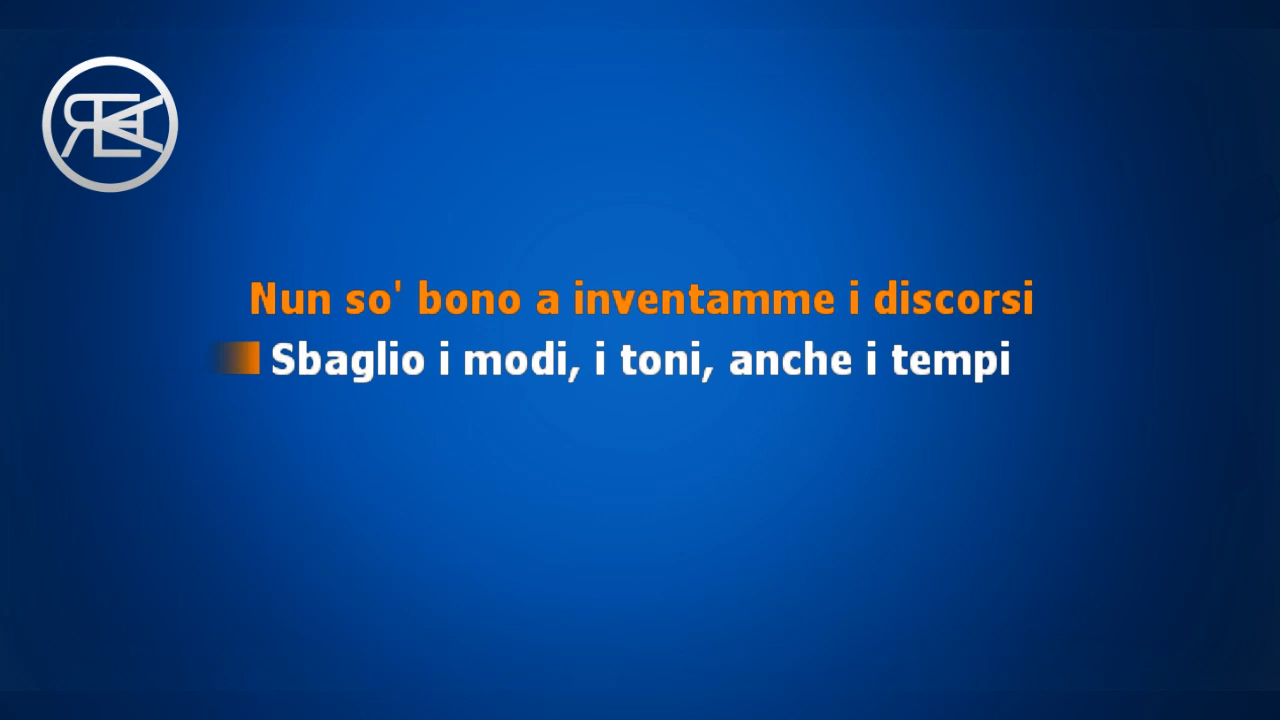 Nun so' bono a inventamme i discorsi
Sbaglio i modi, i toni, anche i tempi